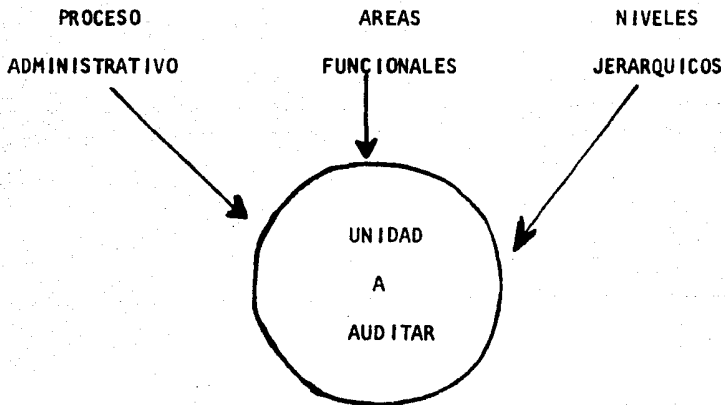 PROCESO
ADMINISTRATIVO
AREAS
FUNCIONALES
NIVELES
JERARQUICOS
UNIDAD
A
AUDITAR